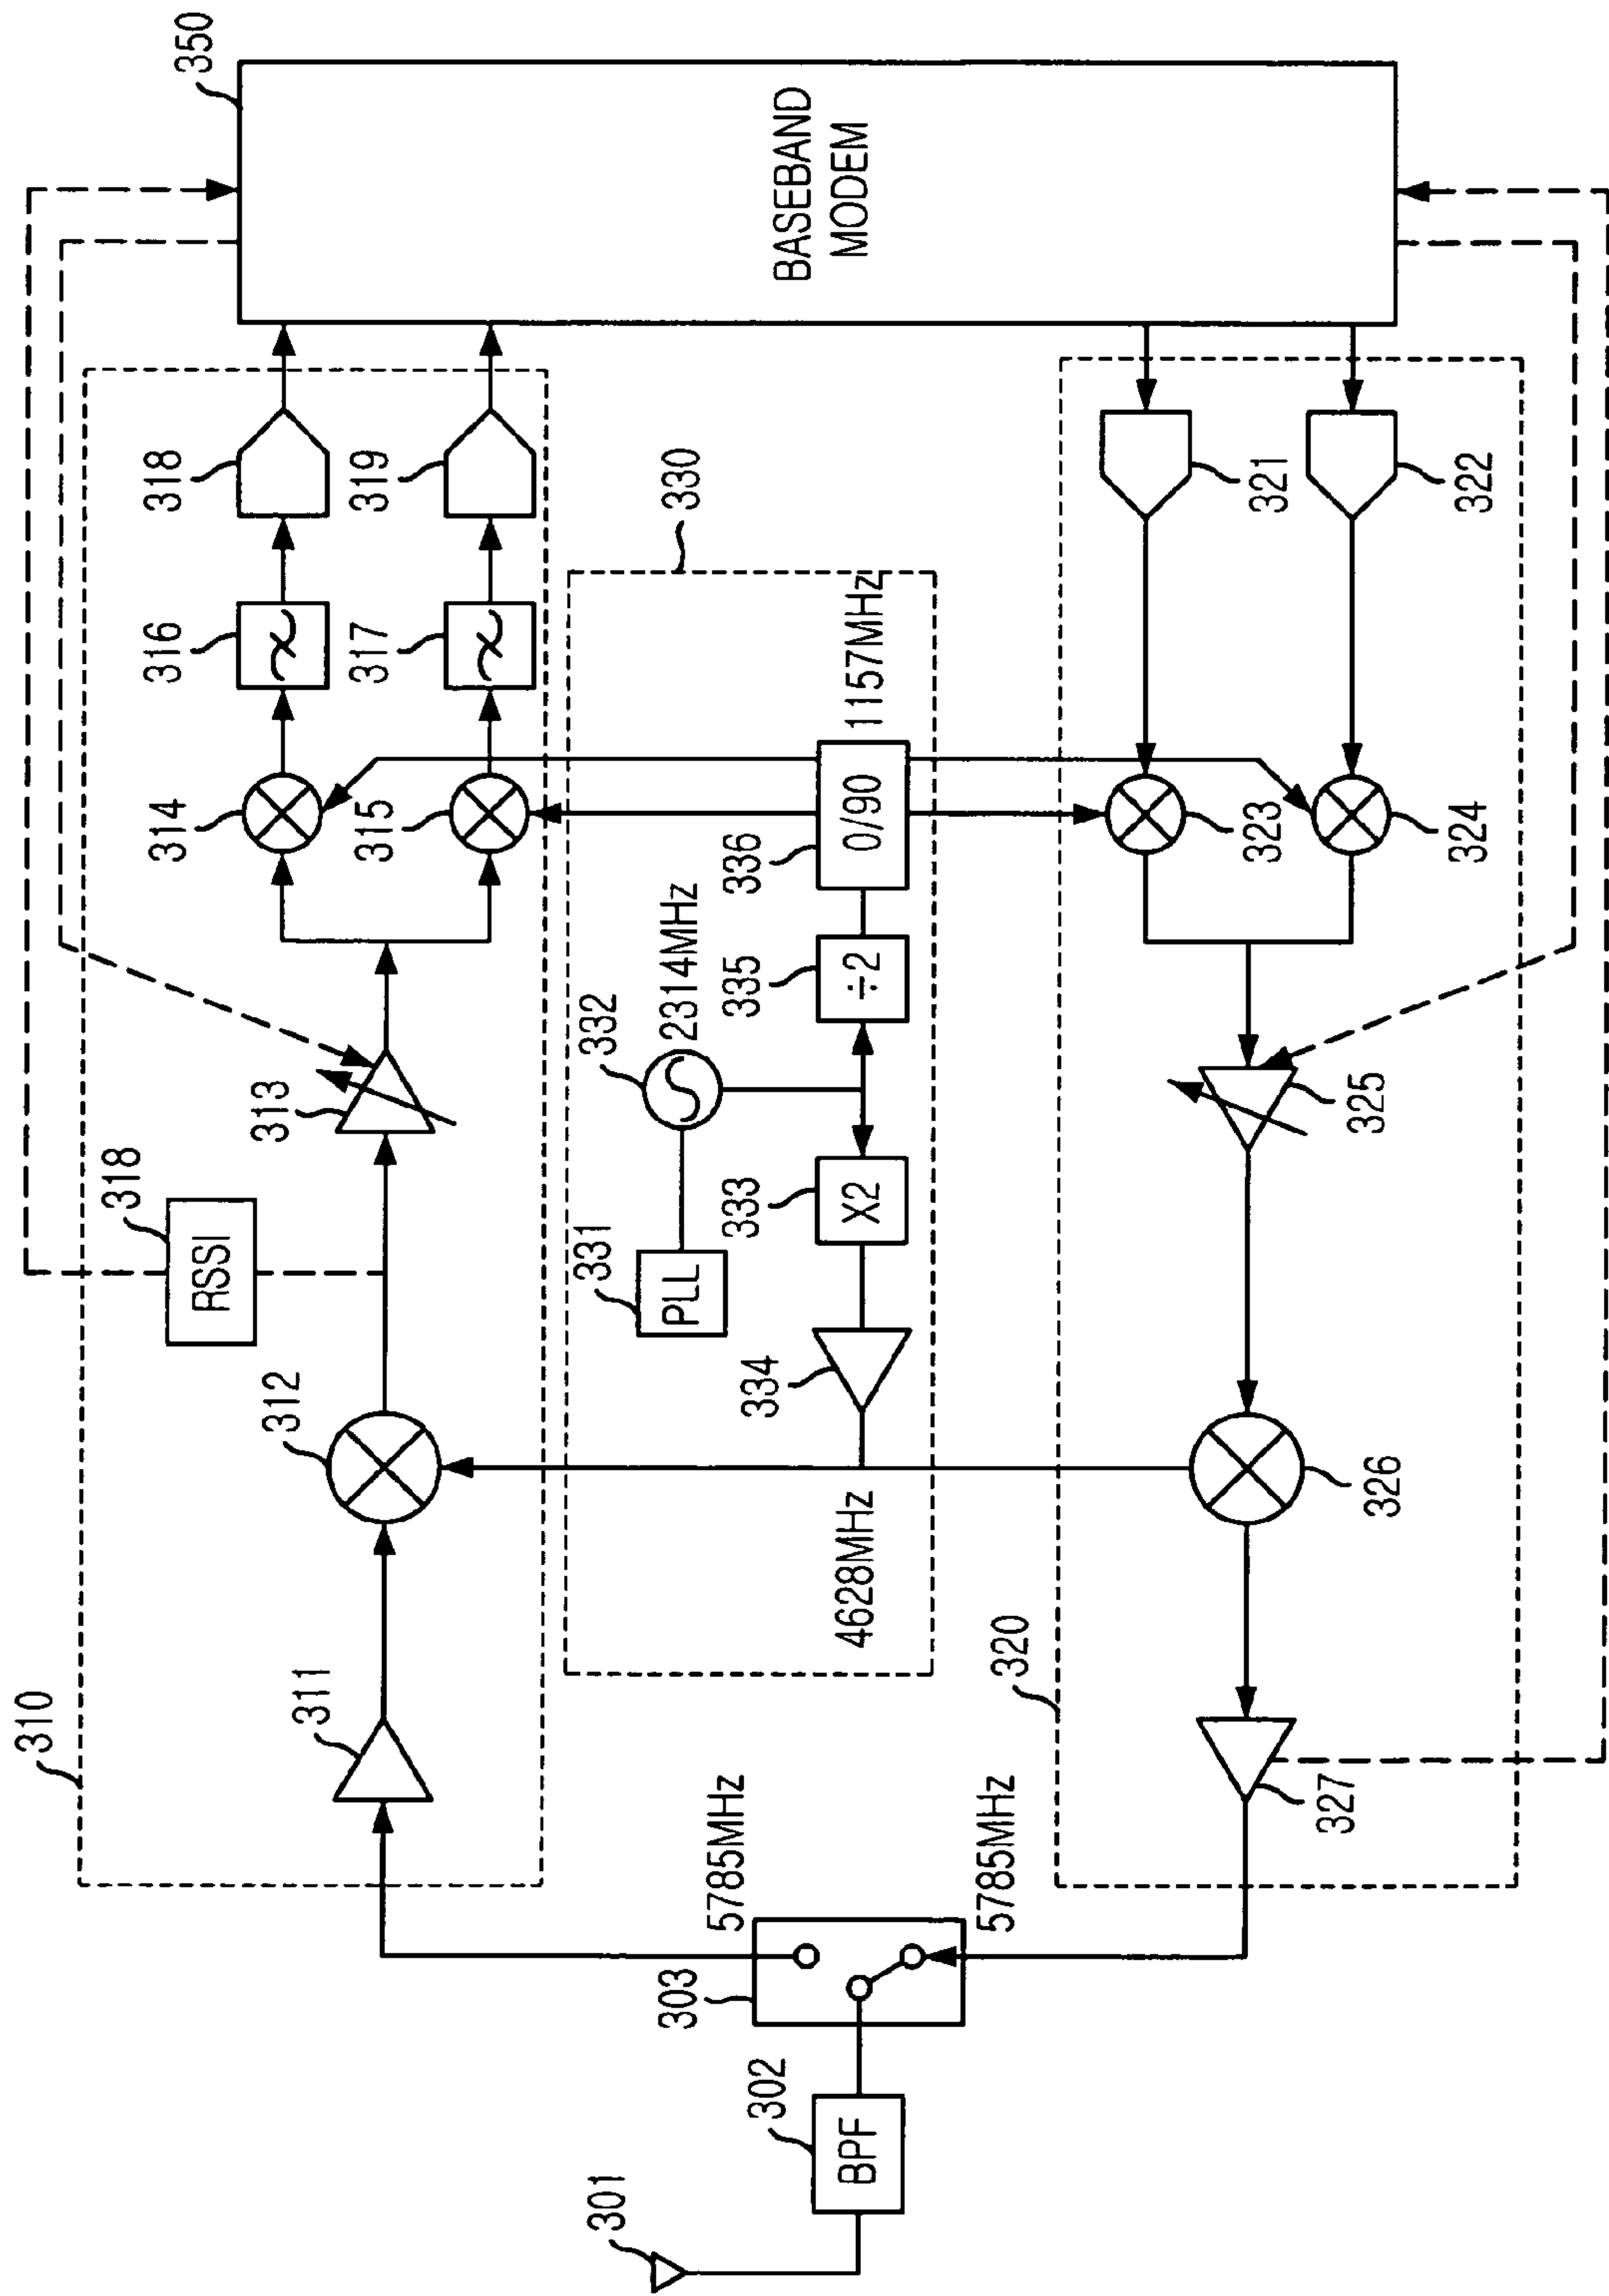 350
BASEBAND
MODEM
318
319
316
317
314
315
313
318
RSSI
312
311
310
330
1157MHz
0/90
336
÷2
335
2314MHz
332
X2
333
331
PLL
334
4628MHz
321
322
323
324
325
326
327
320
5785MHz
5785MHz
303
302
BPF
301